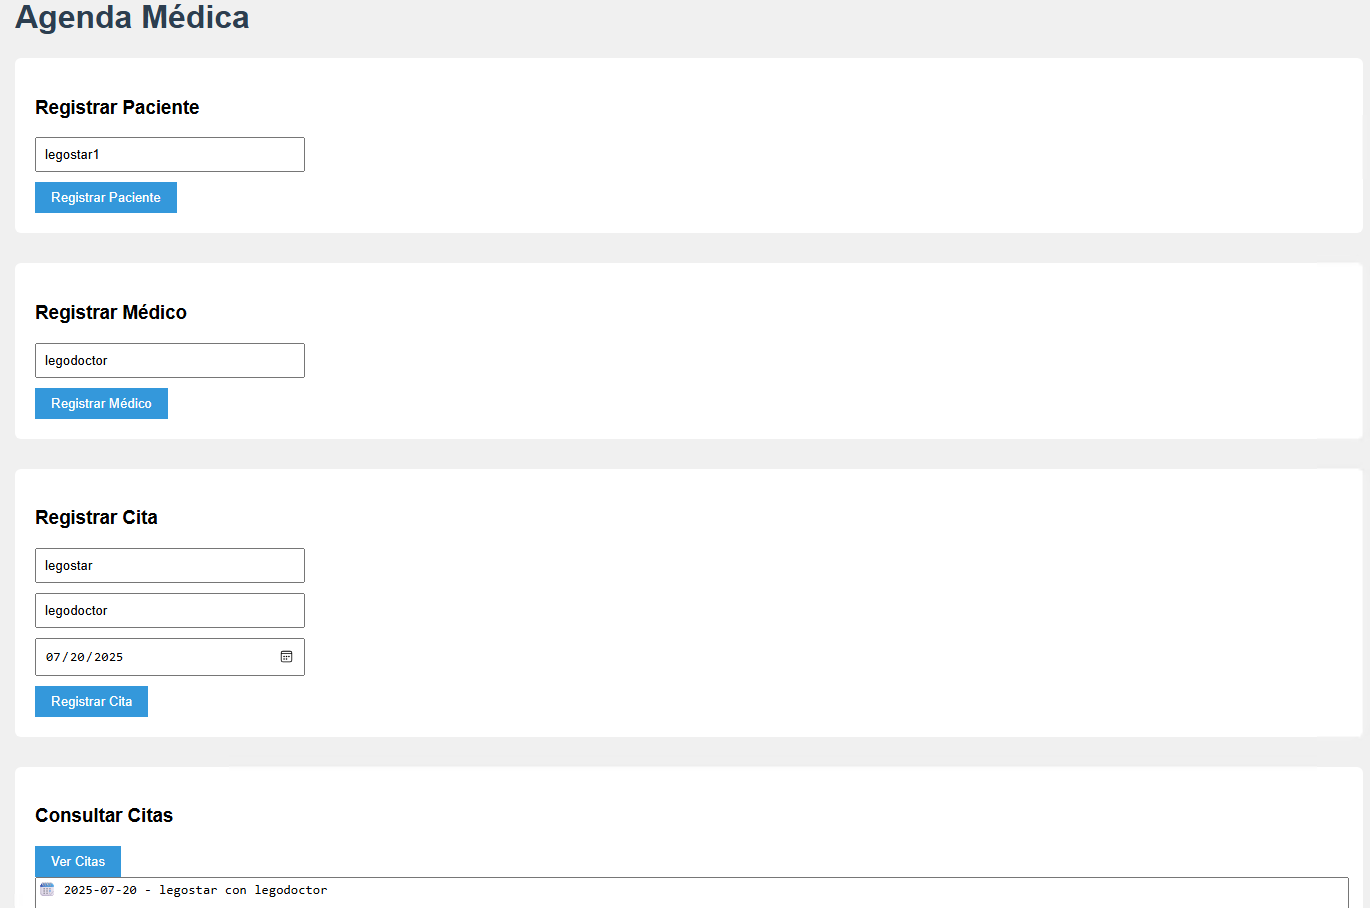 Agenda Médica
Registrar Paciente
legostar1
Registrar Paciente
Registrar Médico
legodoctor
Registrar Médico
Registrar Cita
legostar
legodoctor
07/20/2025
Registrar Cita
Consultar Citas
Ver Citas
2025-07-20 - legostar con legodoctor